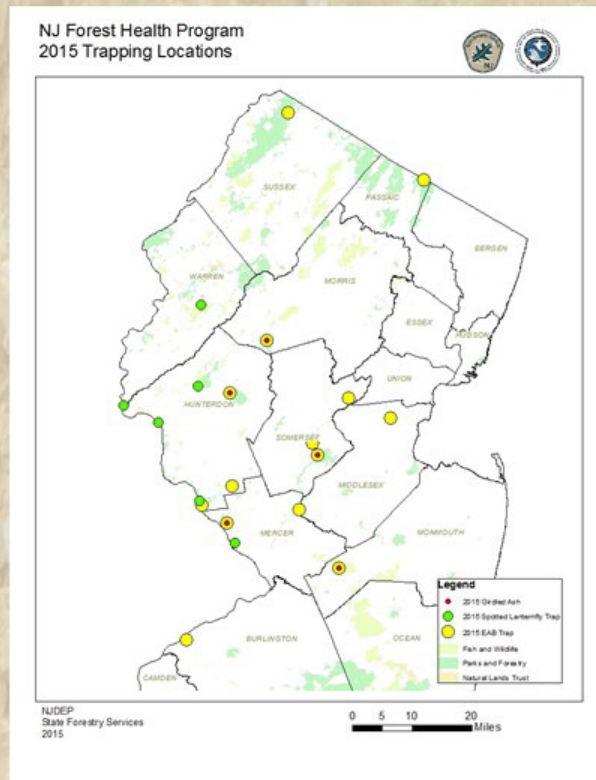 NJ Forest Health Program
2015 Trapping Locations
NJ
SUSSEX
PASSAIC
BERGEN
WARREN
MORRIS
ESSEX
HUDSON
UNION
HUNTERDON
SOMERSET
MIDDLESEX
MERCER
MONMOUTH
BURLINGTON
OCEAN
CAMDEN
Legend
2015 Girdled Ash
2015 Spotted Lanternfly Trap
2015 EAB Trap
Fish and Wildlife
Parks and Forestry
Natural Lands Trust
NJDEP
State Forestry Services
2015
0 5 10 20
Miles